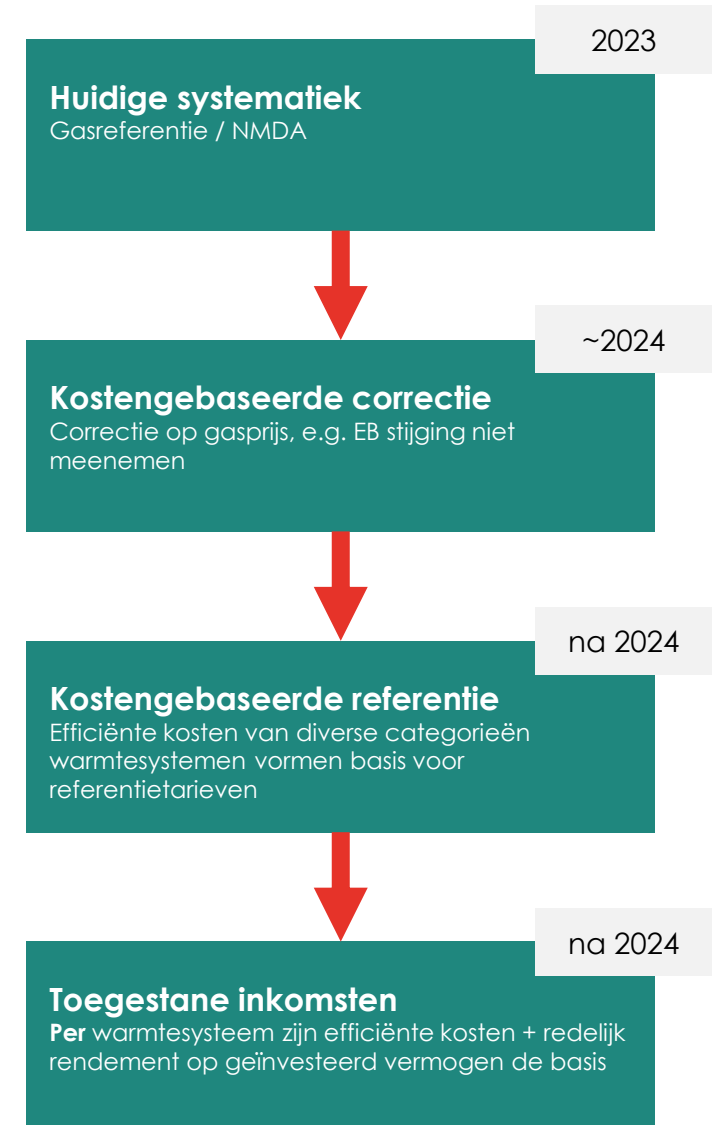 2023
Huidige systematiek
Gasreferentie / NMDA
~2024
Kostengebaseerde correctie
Correctie op gasprijs, e.g. EB stijging niet
meenemen
na 2024
Kostengebaseerde referentie
Efficiënte kosten van diverse categorieën
warmtesystemen vormen basis voor
referentietarieven
na 2024
Toegestane inkomsten
Per warmtesysteem zijn efficiënte kosten + redelijk
rendement op geïnvesteerd vermogen de basis